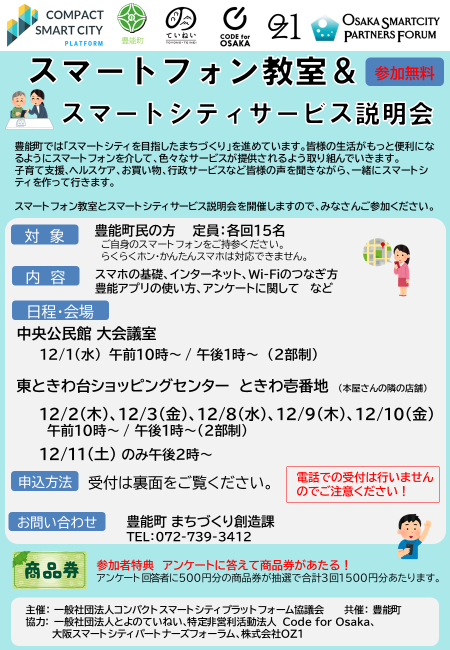 COMPACT
SMART CITY
PLATFORM
豊能町
ていねい
TOYONO-TEINEI
CODE for
OSAKA
OZ1
OSAKA SMARTCITY
PARTNERS FORUM
スマートフォン教室&
参加無料
スマートシティサービス説明会
豊能町では「スマートシティを目指したまちづくり」を進めています。皆様の生活がもっと便利にな
るようにスマートフォンを介して、色々なサービスが提供されるよう取り組んでいきます。
子育て支援、ヘルスケア、お買い物、行政サービスなど皆様の声を聞きながら、一緒にスマートシ
ティを作って行きます。
スマートフォン教室とスマートシティサービス説明会を開催しますので、みなさんご参加ください。
対 象
豊能町民の方 定員:各回15名
ご自身のスマートフォンをご持参ください。
らくらくホン・かんたんスマホは対応できません。
内 容
スマホの基礎、インターネット、Wi-Fiのつなぎ方
豊能アプリの使い方、アンケートに関して など
日程・会場
中央公民館 大会議室
12/1(水) 午前10時~ / 午後1時~ (2部制)
東ときわ台ショッピングセンター ときわ壱番地 (本屋さんの隣の店舗)
12/2(木)、12/3(金)、12/8(水)、12/9(木)、12/10(金)
午前10時~ / 午後1時~(2部制)
12/11(土) のみ午後2時~
申込方法
受付は裏面をご覧ください。
電話での受付は行いません
のでご注意ください!
お問い合わせ
豊能町 まちづくり創造課
TEL:072-739-3412
商品券
参加者特典 アンケートに答えて商品券があたる!
アンケート回答者に500円分の商品券が抽選で合計3回1500円分あたります。
主催: 一般社団法人コンパクトスマートシティプラットフォーム協議会 共催: 豊能町
協力: 一般社団法人とよのていねい、特定非営利活動法人 Code for Osaka、
大阪スマートシティパートナーズフォーラム、株式会社OZ1